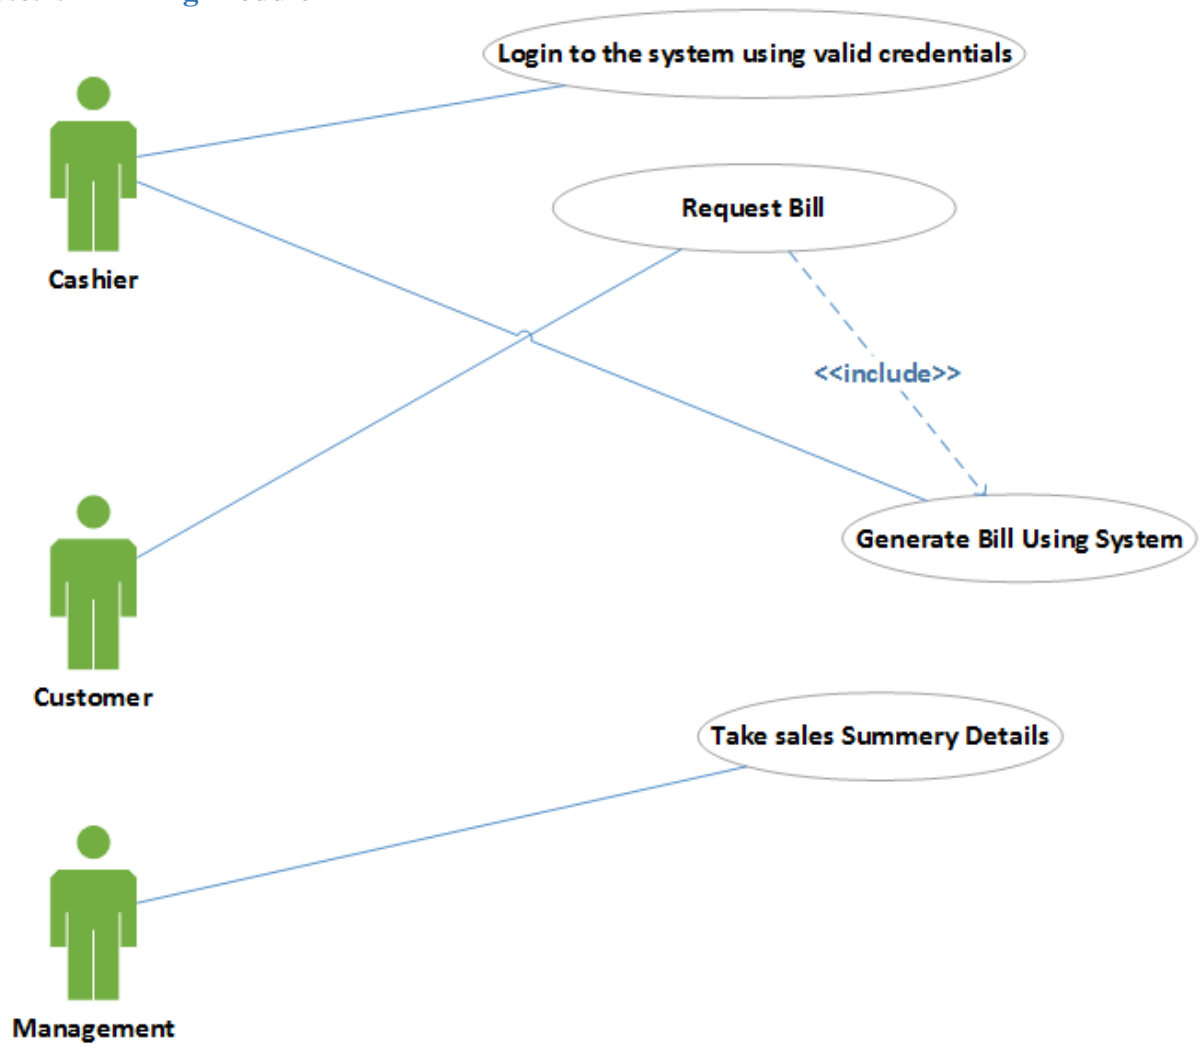 Login to the system using valid credentials
Request Bill
Cashier
<<include>>
Generate Bill Using System
Customer
Take sales Summery Details
Management